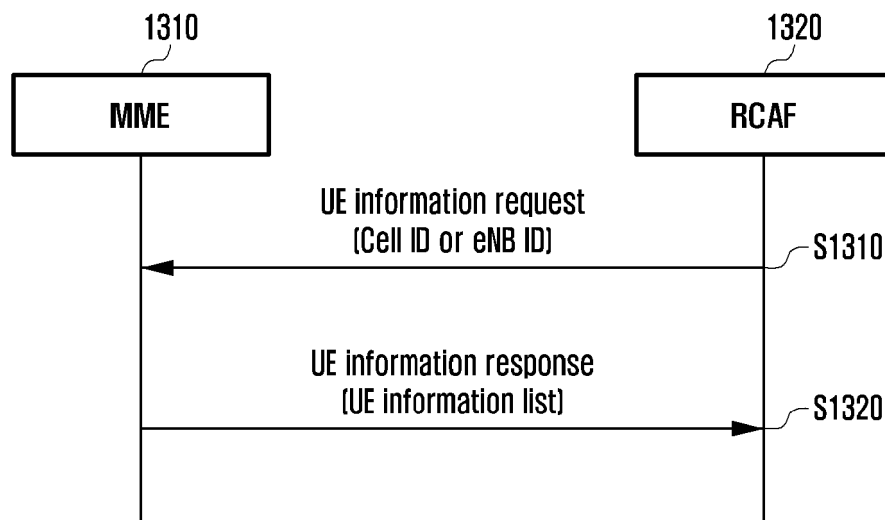 1310
1320
MME
RCAF
UE information request
(Cell ID or eNB ID)
S1310
UE information response
(UE information list)
S1320